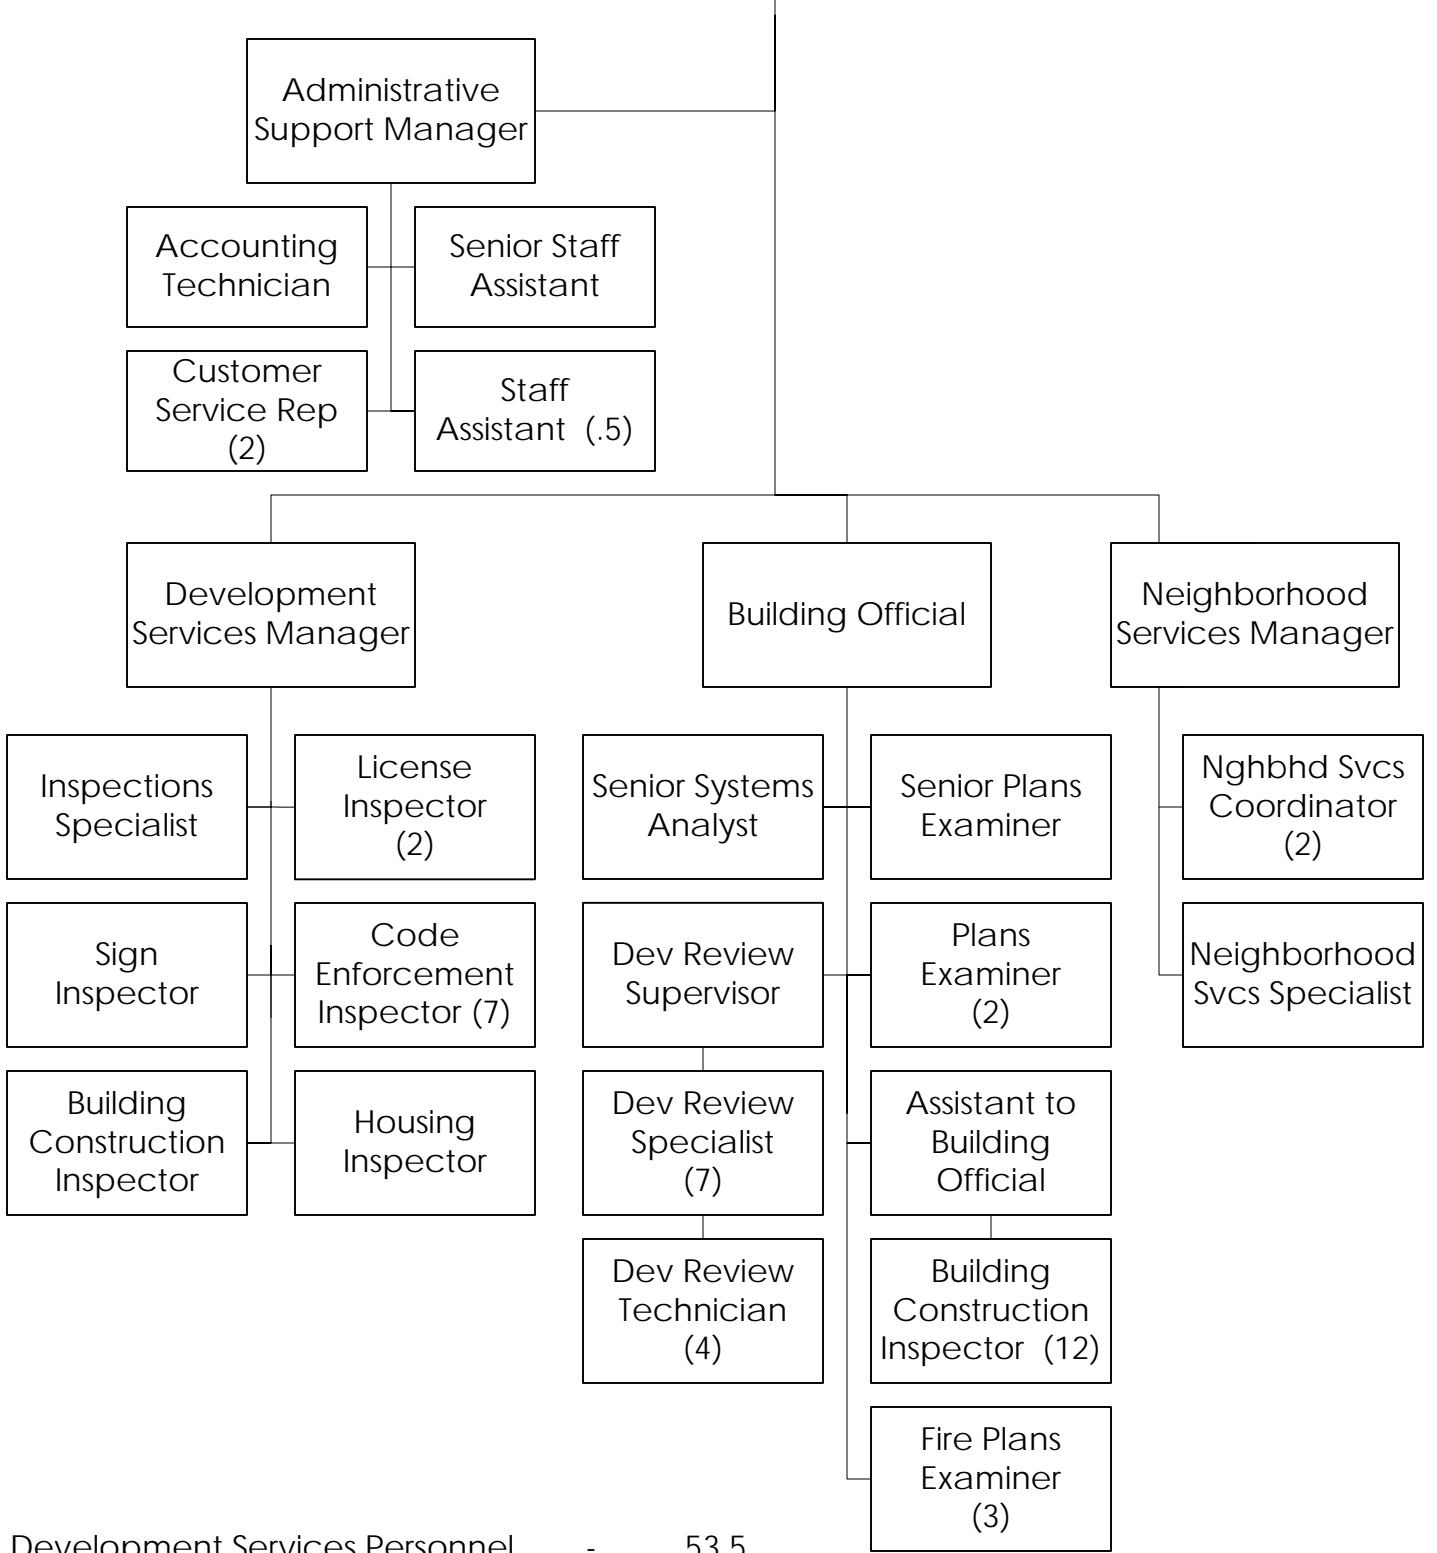 Administrative
Support Manager
Accounting
Technician
Senior Staff
Assistant
Customer
Service Rep
(2)
Staff
Assistant (.5)
Development
Services Manager
Building Official
Neighborhood
Services Manager
Inspections
Specialist
License
Inspector
(2)
Senior Systems
Analyst
Senior Plans
Examiner
Nghbhd Svcs
Coordinator
(2)
Sign
Inspector
Code
Enforcement
Inspector (7)
Dev Review
Supervisor
Plans
Examiner
(2)
Neighborhood
Svcs Specialist
Building
Construction
Inspector
Housing
Inspector
Dev Review
Specialist
(7)
Assistant to
Building
Official
Dev Review
Technician
(4)
Building
Construction
Inspector (12)
Fire Plans
Examiner
(3)
Development Services Personnel - 53.5